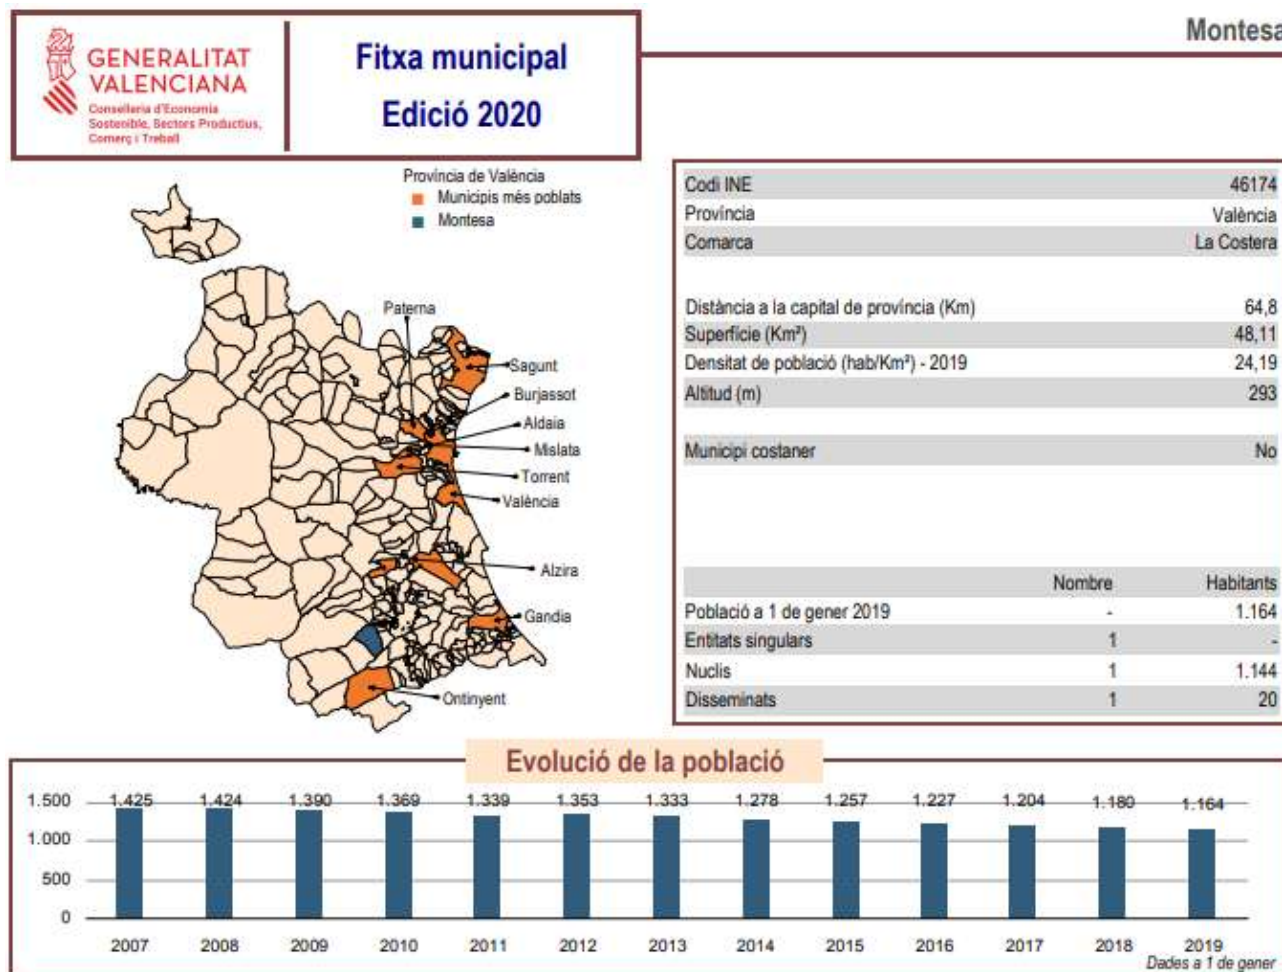 GENERALITAT
VALENCIANA
Conselleria d'Economia
Sostenible, Sectors Productius,
Comerç i Treball
Fitxa municipal
Edició 2020
Montesa
Província de València
Municipis més poblats
Montesa
Paterna
Sagunt
Burjassot
Aldaia
Mislata
Torrent
València
Alzira
Gandia
Ontinyent
Codi INE 46174
Província València
Comarca La Costera
Distància a la capital de província (Km) 64,8
Superfície (Km²) 48,11
Densitat de població (hab/Km²) - 2019 24,19
Altitud (m) 293
Municipi costaner No
Nombre Habitants
Població a 1 de gener 2019 - 1.164
Entitats singulars 1 -
Nuclis 1 1.144
Disseminats 1 20
Evolució de la població
1.500
1.000
500
0
1.425 1.424 1.390 1.369 1.339 1.353 1.333 1.278 1.257 1.227 1.204 1.180 1.164
2007 2008 2009 2010 2011 2012 2013 2014 2015 2016 2017 2018 2019
Dades a 1 de gener